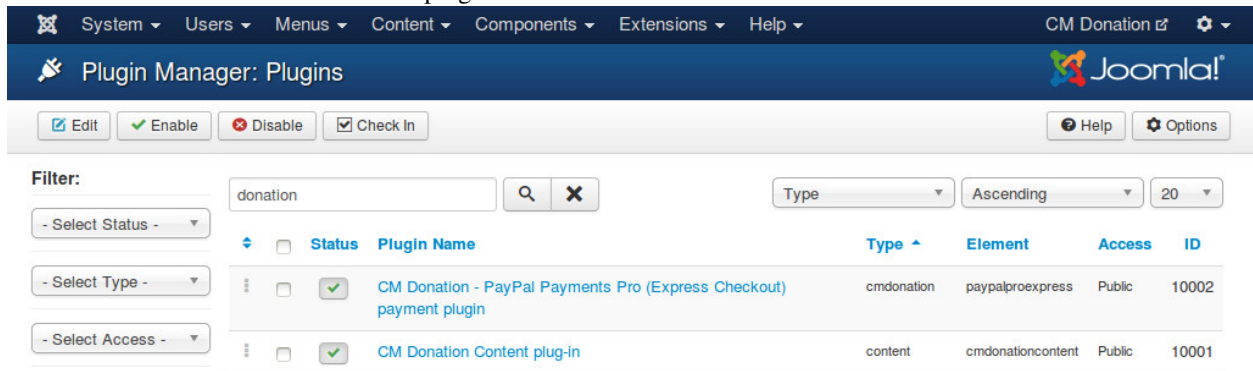 System Users Menus Content Components Extensions Help CM Donation
Plugin Manager: Plugins Joomla!
Edit Enable Disable Check In Help Options
Filter:
donation Type Ascending 20
- Select Status -
Status Plugin Name Type Element Access ID
- Select Type -
CM Donation - PayPal Payments Pro (Express Checkout) cmdonation paypalproexpress Public 10002
payment plugin
- Select Access -
CM Donation Content plug-in content cmdonationcontent Public 10001